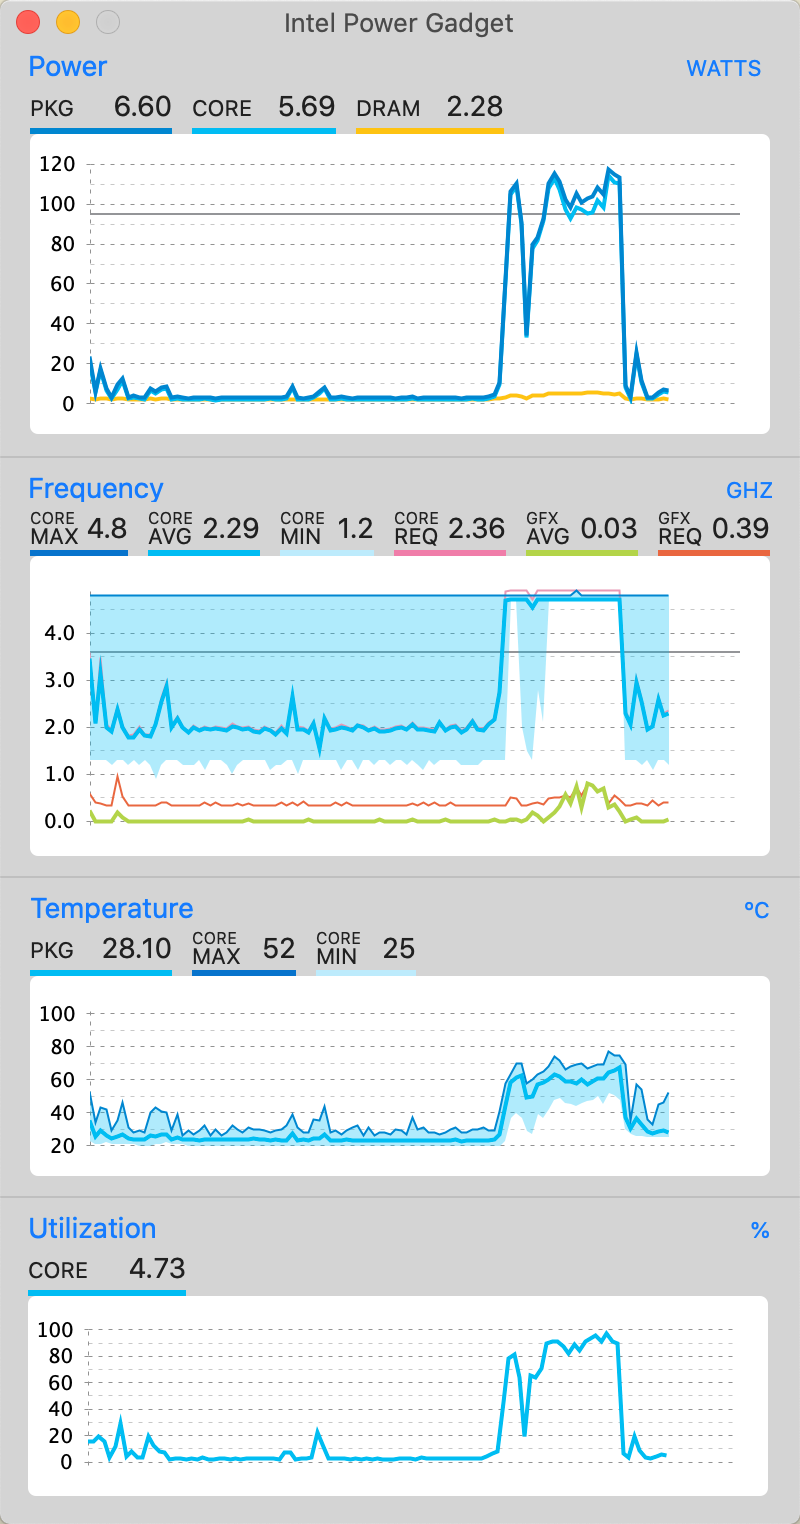 Intel Power Gadget
Power WATTS
PKG 6.60 CORE 5.69 DRAM 2.28
120
100
80
60
40
20
0
Frequency GHZ
CORE MAX 4.8 CORE AVG 2.29 CORE MIN 1.2 CORE REQ 2.36 GFX AVG 0.03 GFX REQ 0.39
4.0
3.0
2.0
1.0
0.0
Temperature ºC
PKG 28.10 CORE MAX 52 CORE MIN 25
100
80
60
40
20
Utilization %
CORE 4.73
100
80
60
40
20
0